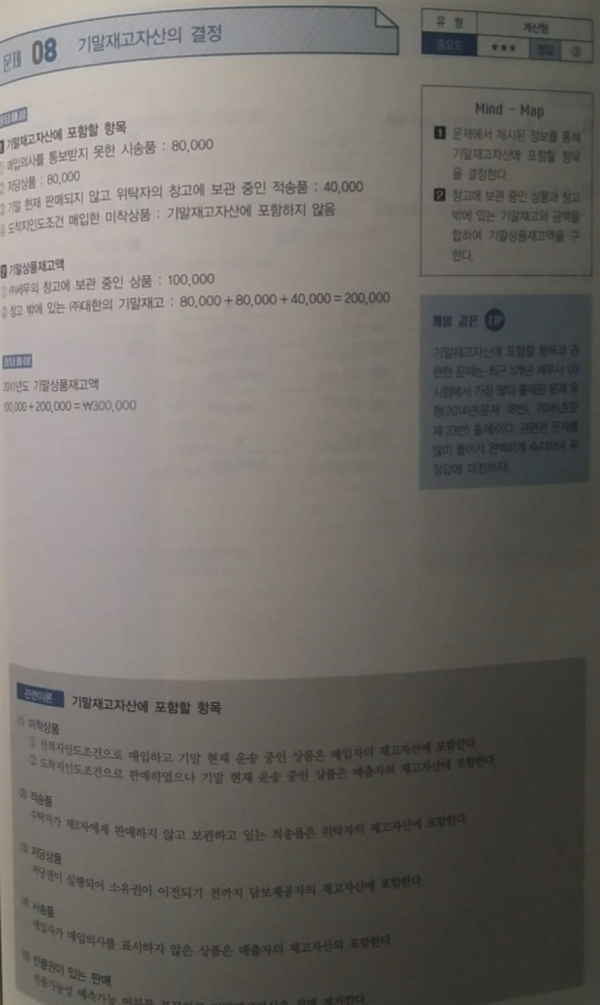 문제 08 기말재고자산의 결정
유 형 계산형
중요도 ★★★ 정답 ③
정답해설
1 기말재고자산에 포함할 항목
① 매입의사를 통보받지 못한 시송품 : 80,000
② 저당상품 : 80,000
③ 기말 현재 판매되지 않고 위탁자의 창고에 보관 중인 적송품 : 40,000
④ 도착지인도조건 매입한 미착상품 : 기말재고자산에 포함하지 않음
2 기말상품재고액
① ㈜세무의 창고에 보관 중인 상품 : 100,000
② 창고 밖에 있는 ㈜대한의 기말재고 : 80,000+80,000+40,000=200,000
20X1년도 기말상품재고액
100,000+200,000=₩300,000
Mind - Map
1 문제에서 제시된 정보를 통해
기말재고자산에 포함할 항목
을 결정한다.
2 창고에 보관 중인 상품과 창고
밖에 있는 기말재고의 금액을
합하여 기말상품재고액을 구
한다.
깨알 같은 TIP
기말재고자산에 포함할 항목과 관
련한 문제는 최근 5개년 세무사 1차
시험에서 가장 많이 출제된 문제 유
형(2014년(문제 번), 2016년(문
제 23번) 출제)이다. 관련된 문제를
많이 풀어서 완벽하게 숙지하여 꼭
정답에 마킹하자!
관련이론 기말재고자산에 포함할 항목
(1) 미착상품
① 선적지인도조건으로 매입하고 기말 현재 운송 중인 상품은 매입자의 재고자산에 포함한다.
② 도착지인도조건으로 판매하였으나 기말 현재 운송 중인 상품은 매출자의 재고자산에 포함한다.
(2) 적송품
수탁자가 제3자에게 판매하지 않고 보관하고 있는 적송품은 위탁자의 재고자산에 포함한다.
(3) 저당상품
저당권이 실행되어 소유권이 이전되기 전까지 담보제공자의 재고자산에 포함한다.
(4) 시송품
매입자가 매입의사를 표시하지 않은 상품은 매출자의 재고자산의 포함한다.
(5) 반품권이 있는 판매
반품가능성 예측가능 여부를